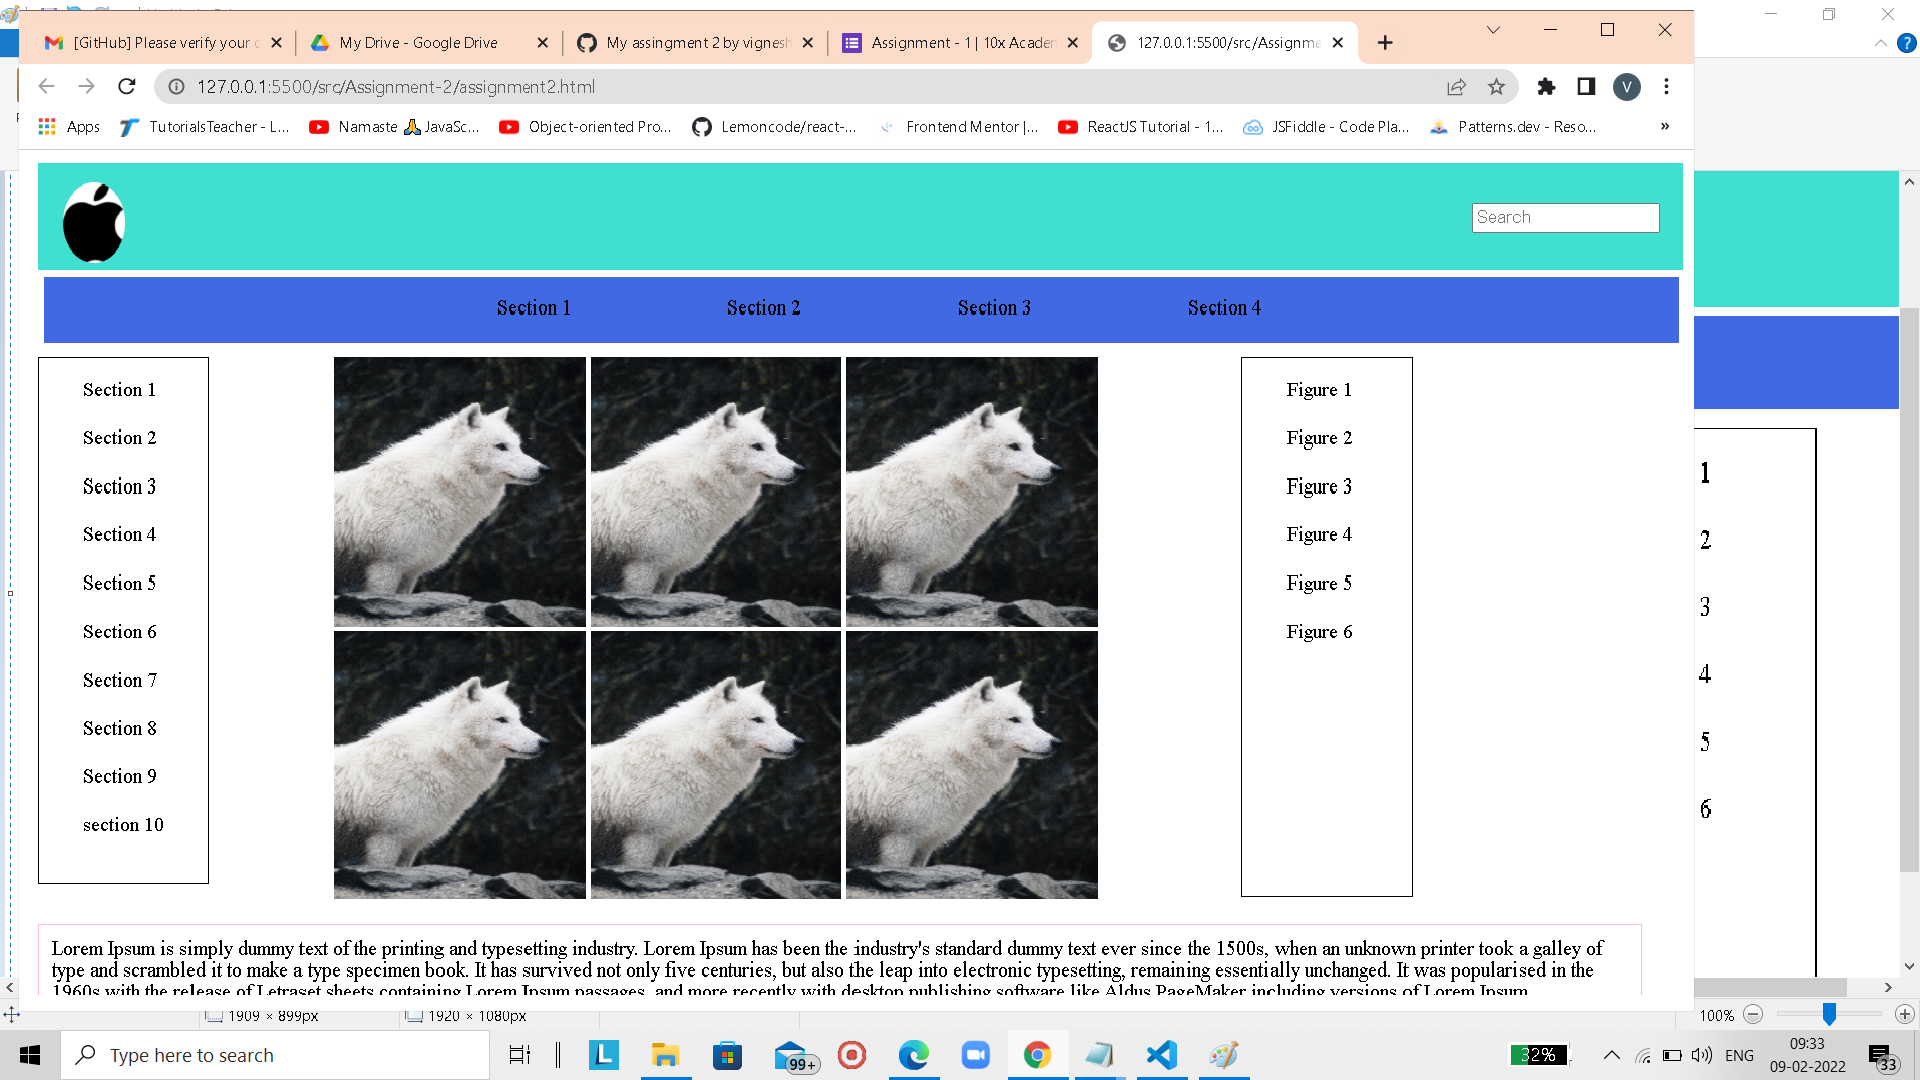 [GitHub] Please verify your
My Drive - Google Drive
My assingment 2 by vignesh
Assignment - 1 | 10x Acaden
127.0.0.1:5500/src/Assignme
127.0.0.1:5500/src/Assignment-2/assignment2.html
V
Apps
TutorialsTeacher - L...
Namaste 🙏 JavaSc...
Object-oriented Pro...
Lemoncode/react-...
Frontend Mentor |...
ReactJS Tutorial - 1...
JSFiddle - Code Pla...
Patterns.dev - Reso...
»
Search
Section 1 Section 2 Section 3 Section 4
Section 1
Section 2
Section 3
Section 4
Section 5
Section 6
Section 7
Section 8
Section 9
section 10
Figure 1
Figure 2
Figure 3
Figure 4
Figure 5
Figure 6
1
2
3
4
5
6
Lorem Ipsum is simply dummy text of the printing and typesetting industry. Lorem Ipsum has been the industry's standard dummy text ever since the 1500s, when an unknown printer took a galley of
type and scrambled it to make a type specimen book. It has survived not only five centuries, but also the leap into electronic typesetting, remaining essentially unchanged. It was popularised in the
1960s with the release of Letraset sheets containing Lorem Ipsum passages, and more recently with desktop publishing software like Aldus PageMaker including versions of Lorem Ipsum
1909 × 899px
1920 × 1080px
100%
Type here to search
L
99+
32%
ENG
09:33
09-02-2022
33